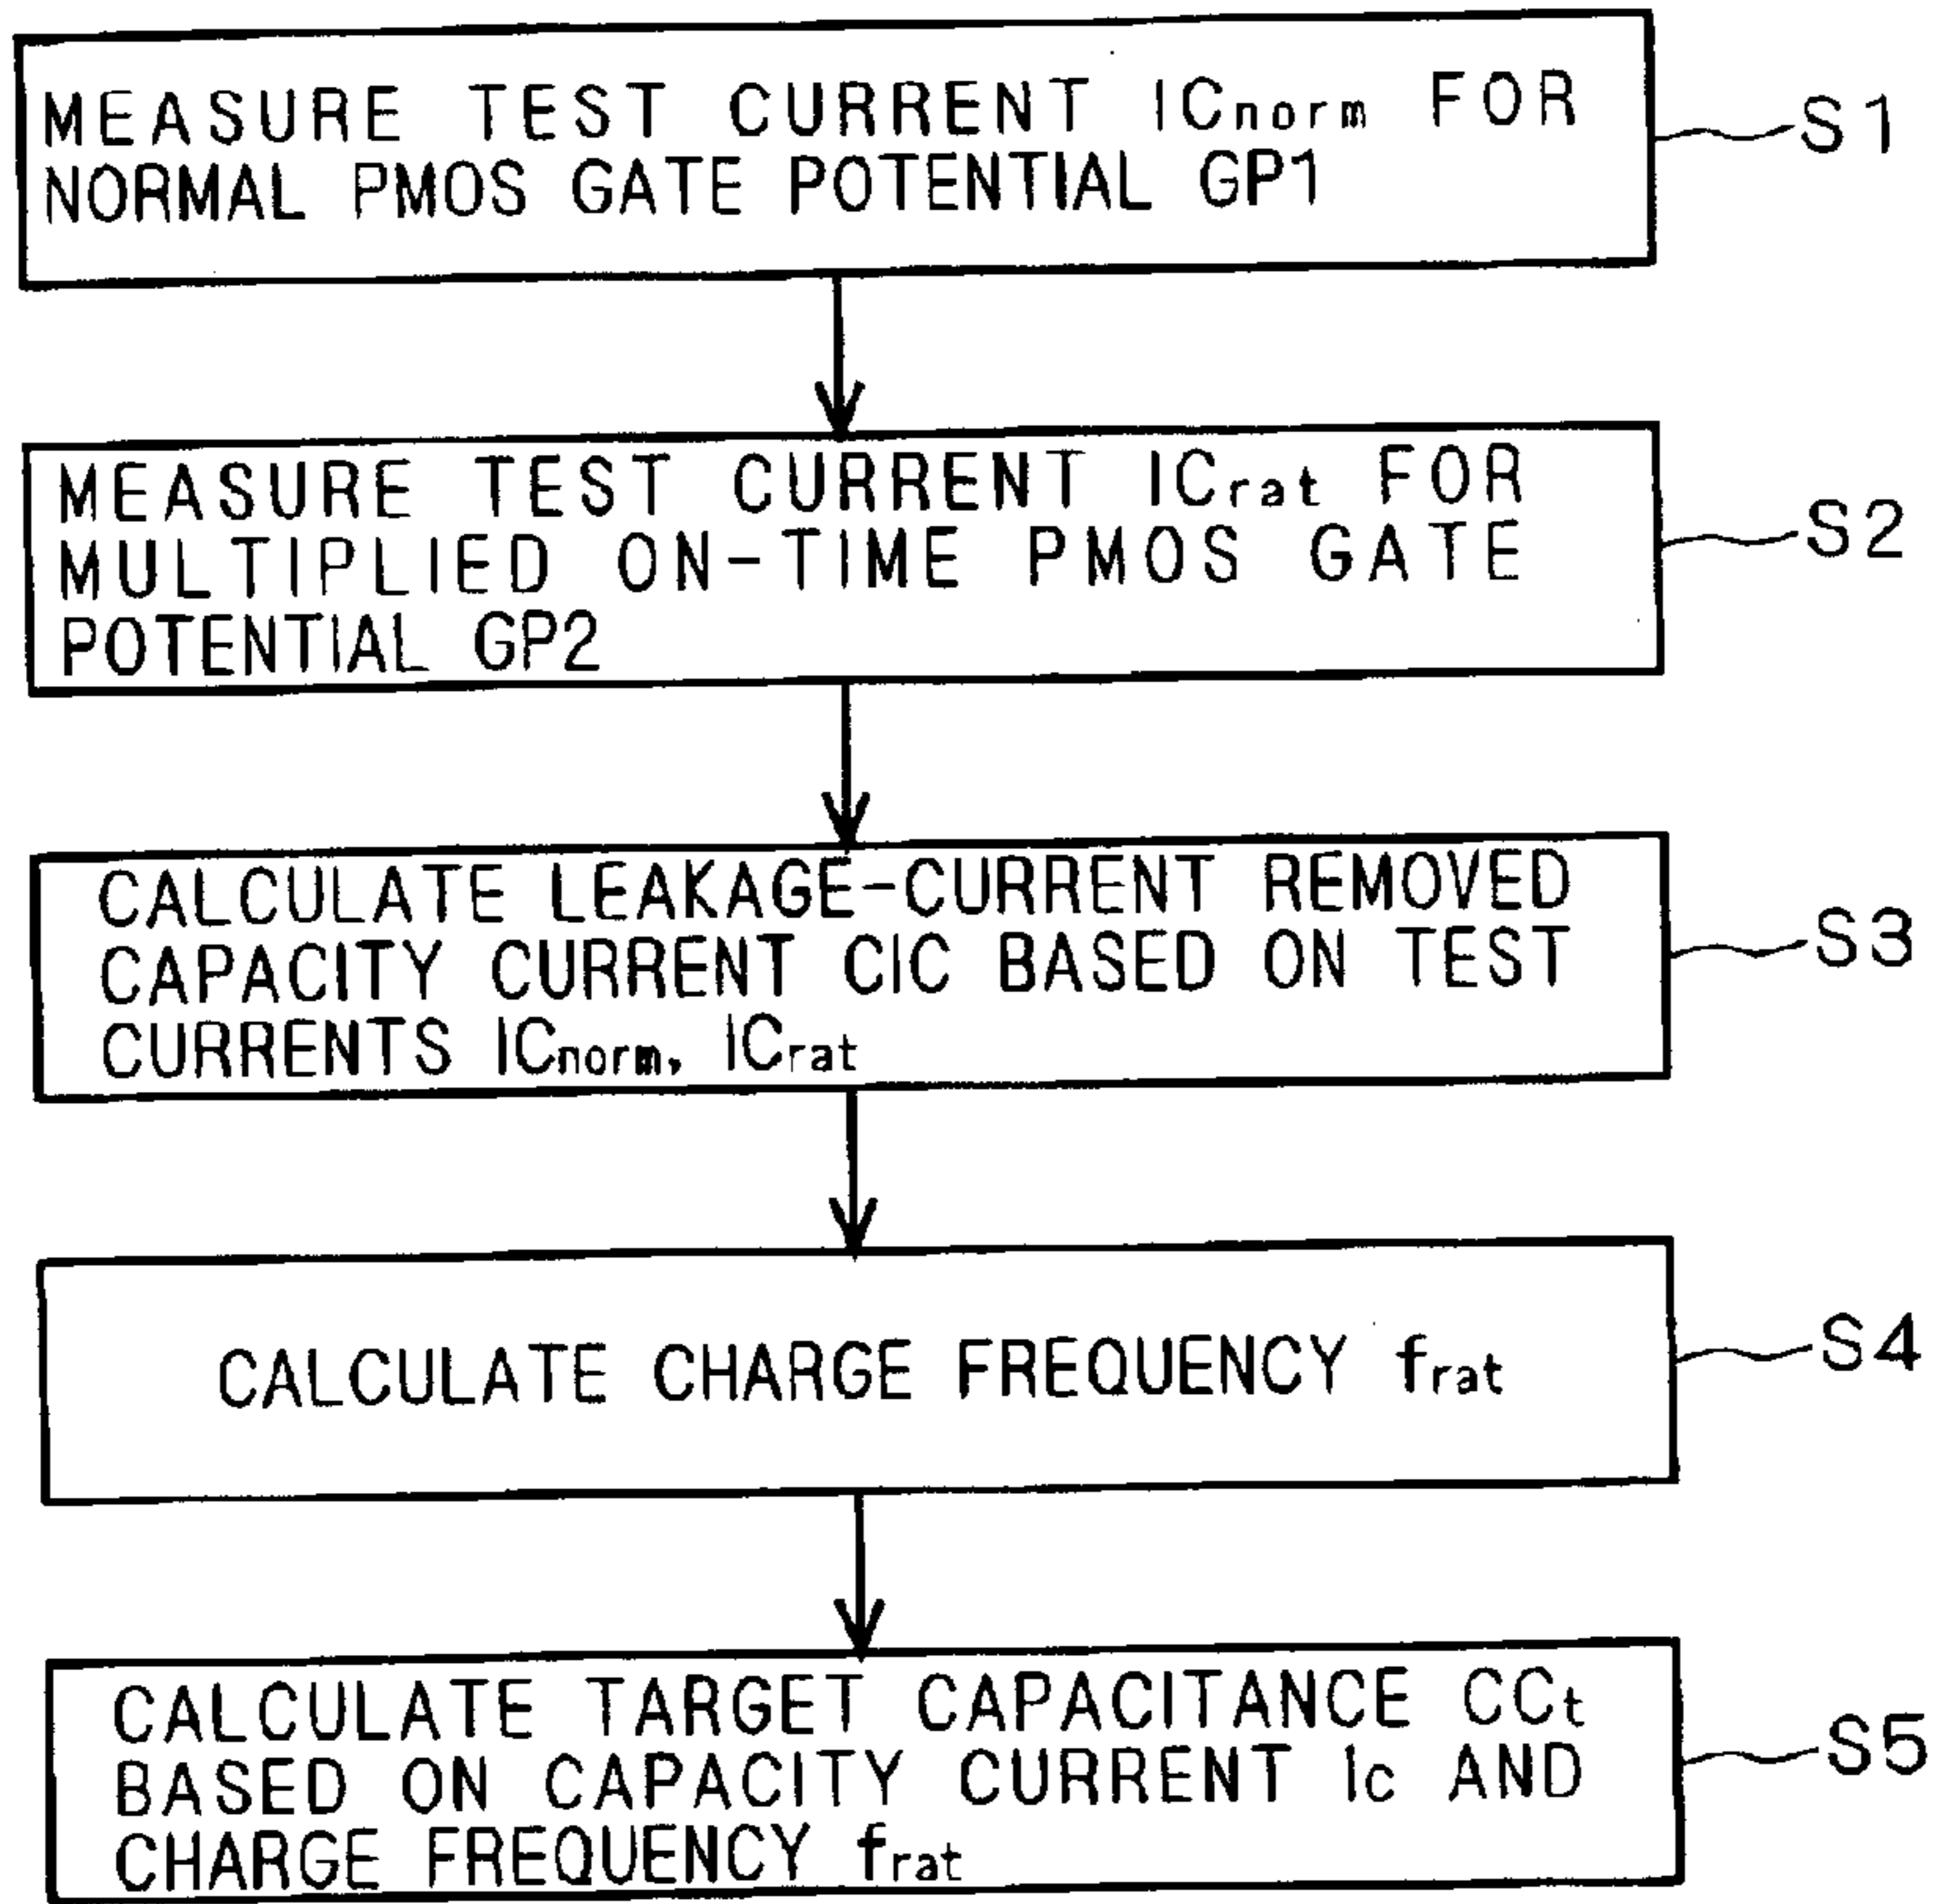 MEASURE TEST CURRENT ICnorm FOR
NORMAL PMOS GATE POTENTIAL GP1
S1
MEASURE TEST CURRENT ICrat FOR
MULTIPLIED ON-TIME PMOS GATE
POTENTIAL GP2
S2
CALCULATE LEAKAGE-CURRENT REMOVED
CAPACITY CURRENT CIC BASED ON TEST
CURRENTS ICnorm, ICrat
S3
CALCULATE CHARGE FREQUENCY frat
S4
CALCULATE TARGET CAPACITANCE CCt
BASED ON CAPACITY CURRENT Ic AND
CHARGE FREQUENCY frat
S5